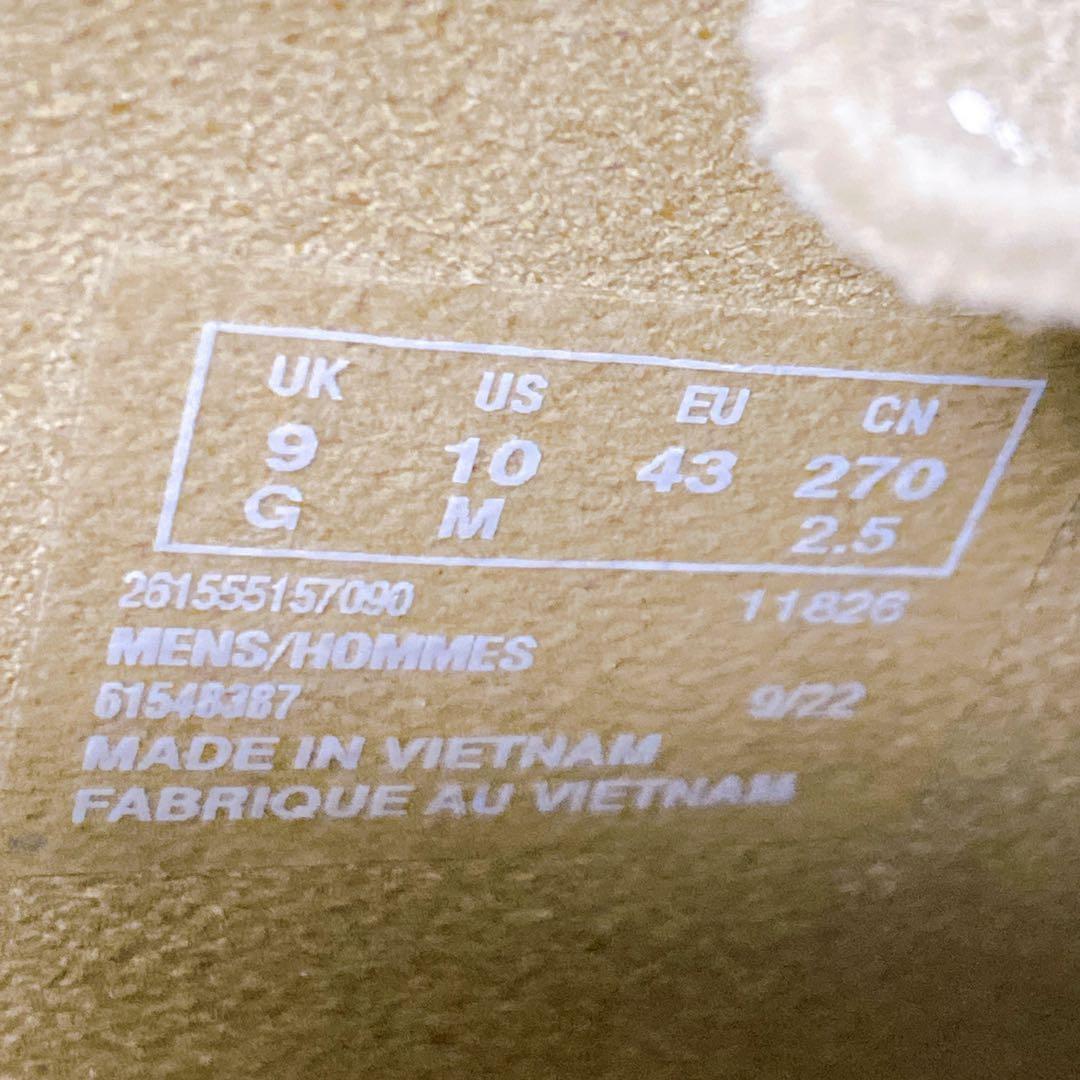 UK US EU CN
9 10 43 270
G M 2.5
261555157090 11826
MENS/HOMMES
61548387 9/22
MADE IN VIETNAM
FABRIQUE AU VIETNAM